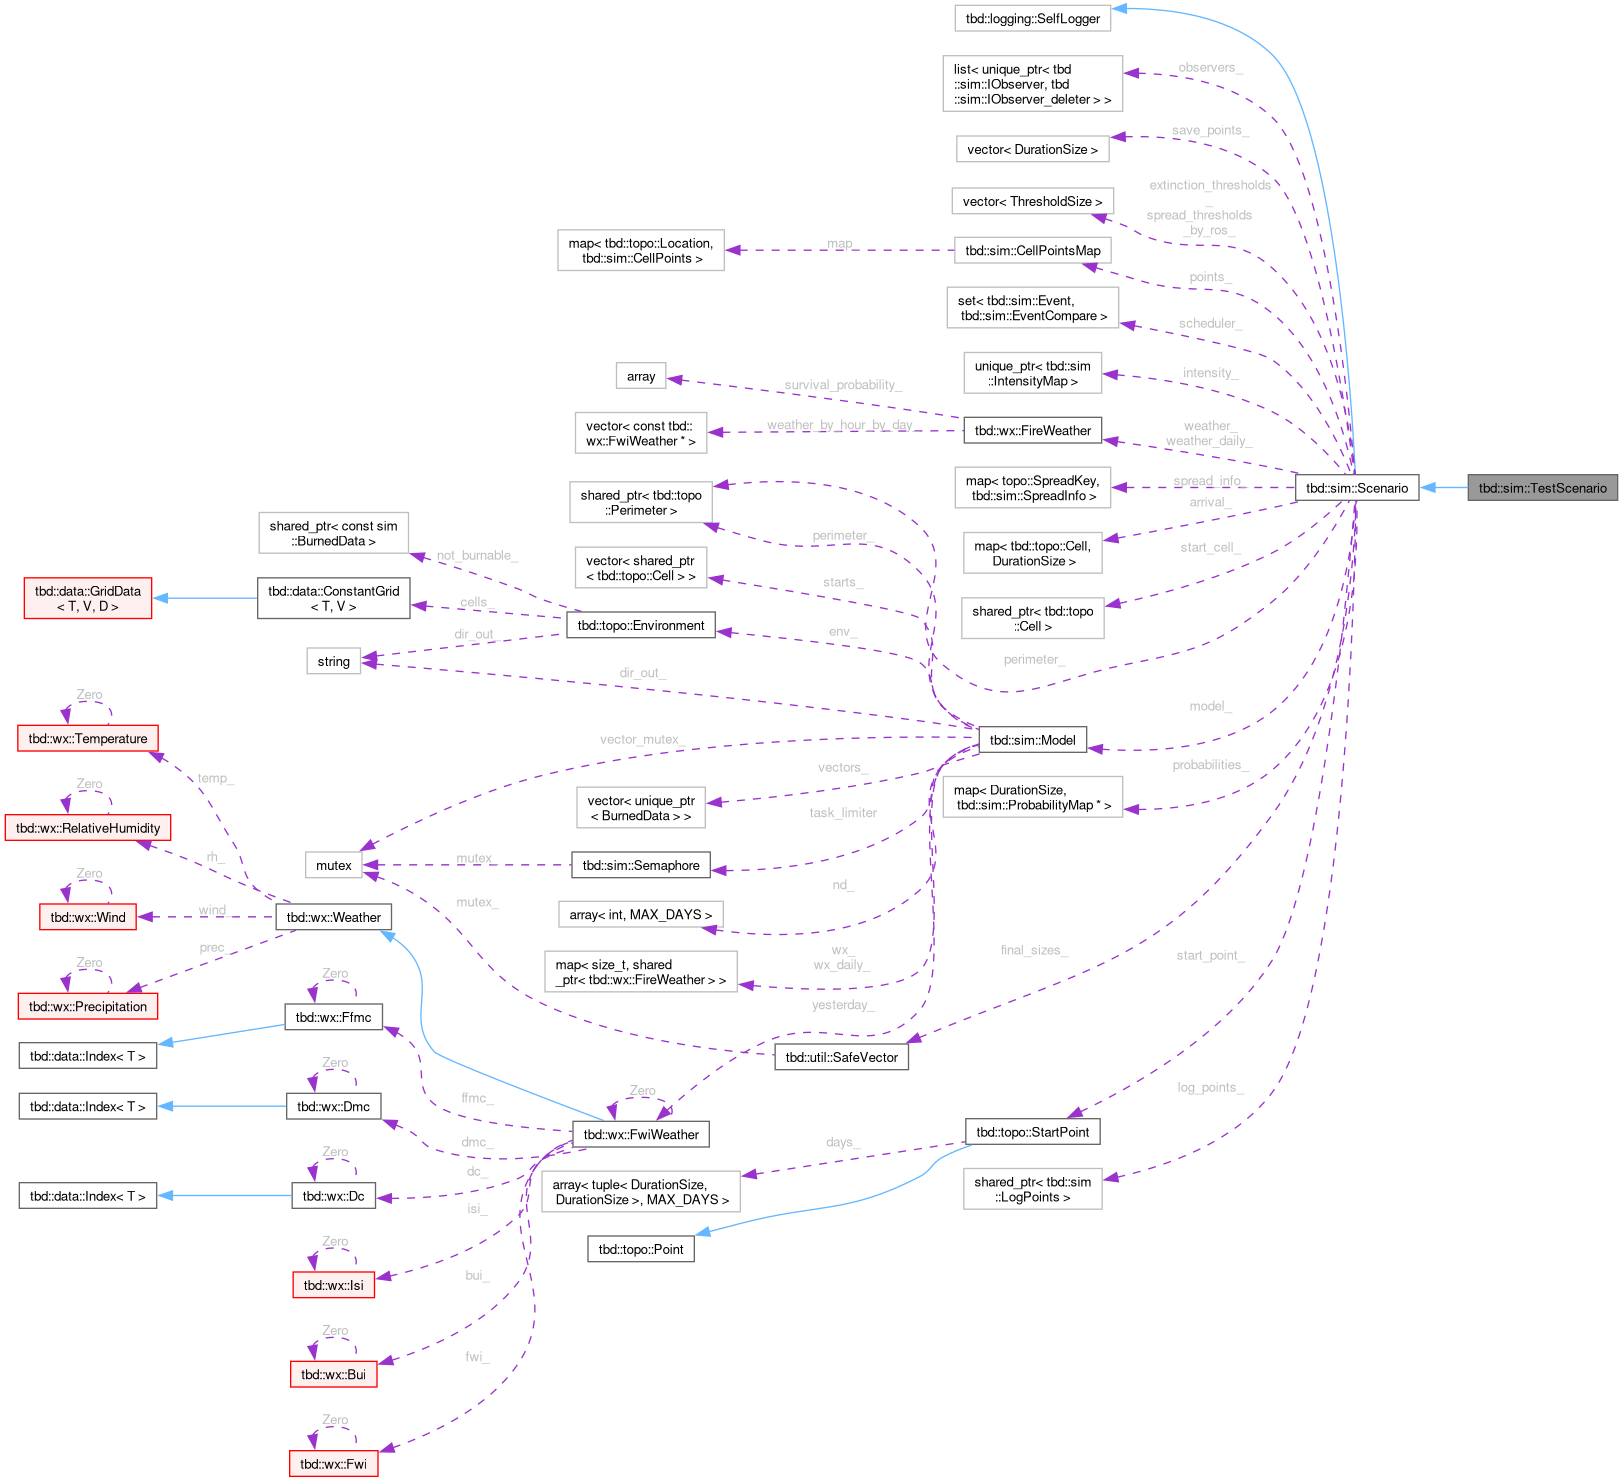 tbd::logging::SelfLogger
list< unique_ptr< tbd
::sim::IObserver, tbd
::sim::IObserver_deleter > >
observers_
vector< DurationSize >
save_points_
vector< ThresholdSize >
extinction_thresholds
_
spread_thresholds
_by_ros_
map< tbd::topo::Location,
tbd::sim::CellPoints >
map
tbd::sim::CellPointsMap
points_
set< tbd::sim::Event,
tbd::sim::EventCompare >
scheduler_
unique_ptr< tbd::sim
::IntensityMap >
intensity_
array
survival_probability_
vector< const tbd::
wx::FwiWeather * >
weather_by_hour_by_day_
tbd::wx::FireWeather
weather_
weather_daily_
map< topo::SpreadKey,
tbd::sim::SpreadInfo >
spread_info_
tbd::sim::Scenario
tbd::sim::TestScenario
shared_ptr< tbd::topo
::Perimeter >
perimeter_
arrival_
map< tbd::topo::Cell,
DurationSize >
start_cell_
shared_ptr< const sim
::BurnedData >
not_burnable_
vector< shared_ptr
< tbd::topo::Cell > >
starts_
tbd::data::GridData
< T, V, D >
tbd::data::ConstantGrid
< T, V >
cells_
shared_ptr< tbd::topo
::Cell >
tbd::topo::Environment
env_
dir_out_
string
perimeter_
dir_out_
Zero
tbd::wx::Temperature
temp_
vector_mutex_
tbd::sim::Model
model_
vectors_
probabilities_
vector< unique_ptr
< BurnedData > >
map< DurationSize,
tbd::sim::ProbabilityMap * >
Zero
tbd::wx::RelativeHumidity
rh_
task_limiter
mutex
mutex_
tbd::sim::Semaphore
nd_
Zero
tbd::wx::Wind
wind_
tbd::wx::Weather
mutex_
array< int, MAX_DAYS >
prec_
Zero
tbd::wx::Precipitation
map< size_t, shared
_ptr< tbd::wx::FireWeather > >
wx_
wx_daily_
final_sizes_
start_point_
Zero
tbd::wx::Ffmc
yesterday_
tbd::data::Index< T >
tbd::util::SafeVector
Zero
tbd::data::Index< T >
tbd::wx::Dmc
ffmc_
Zero
log_points_
tbd::wx::FwiWeather
dmc_
tbd::topo::StartPoint
days_
Zero
tbd::data::Index< T >
tbd::wx::Dc
dc_
array< tuple< DurationSize,
DurationSize >, MAX_DAYS >
shared_ptr< tbd::sim
::LogPoints >
isi_
Zero
tbd::wx::Isi
tbd::topo::Point
bui_
Zero
tbd::wx::Bui
fwi_
Zero
tbd::wx::Fwi